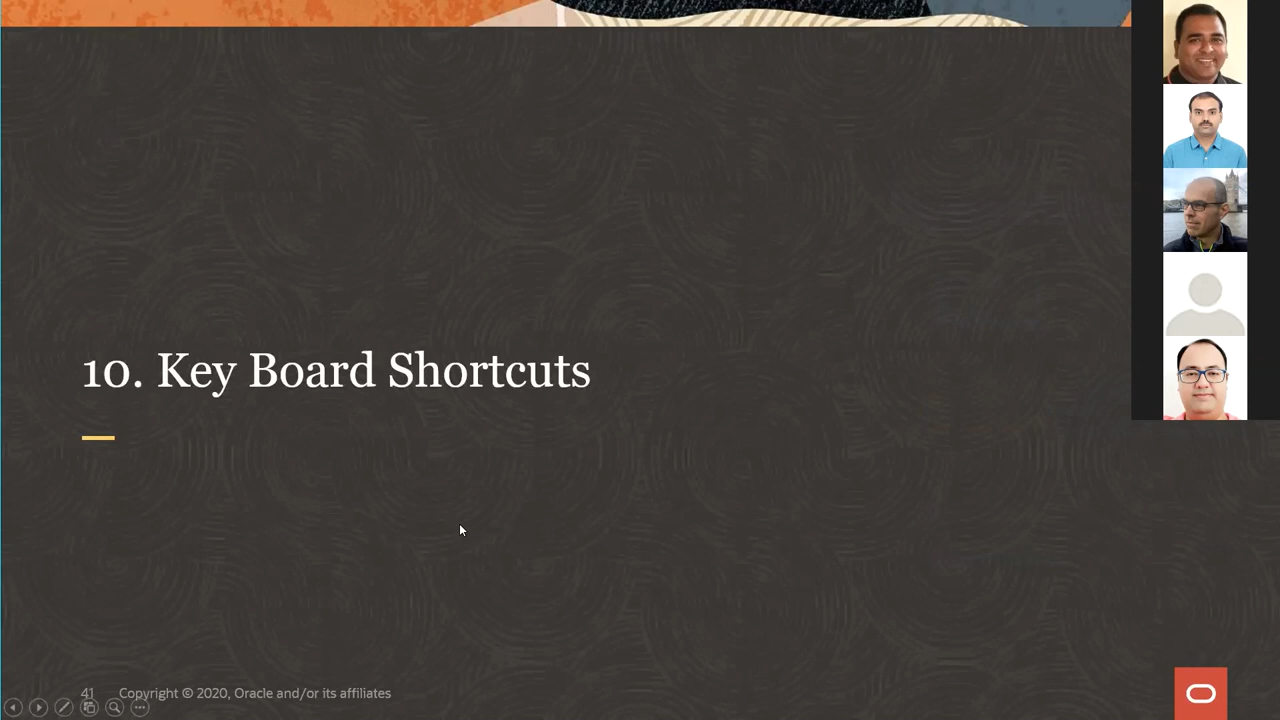 10. Key Board Shortcuts
41 Copyright © 2020, Oracle and/or its affiliates